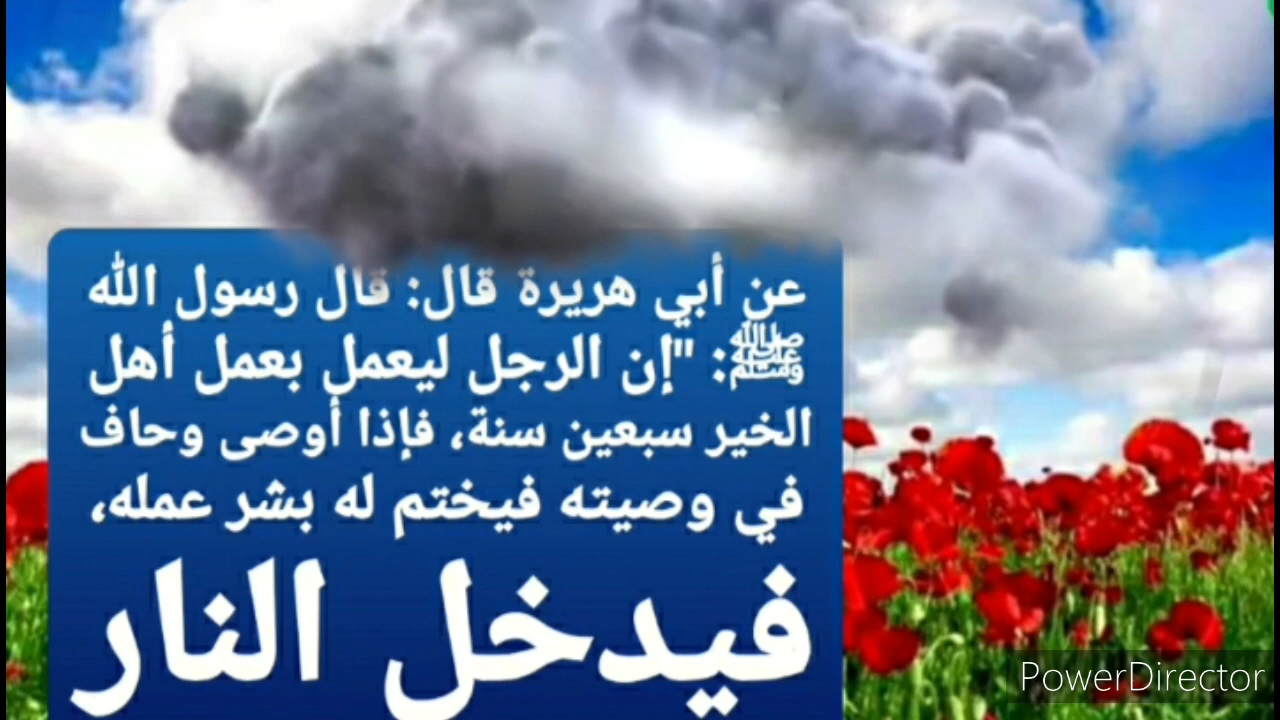 عن أبي هريرة قال: قال رسول الله
ﷺ: "إن الرجل ليعمل بعمل أهل
الخير سبعين سنة، فإذا أوصى وحاف
في وصيته فيختم له بشر عمله،
فيدخل النار
PowerDirector